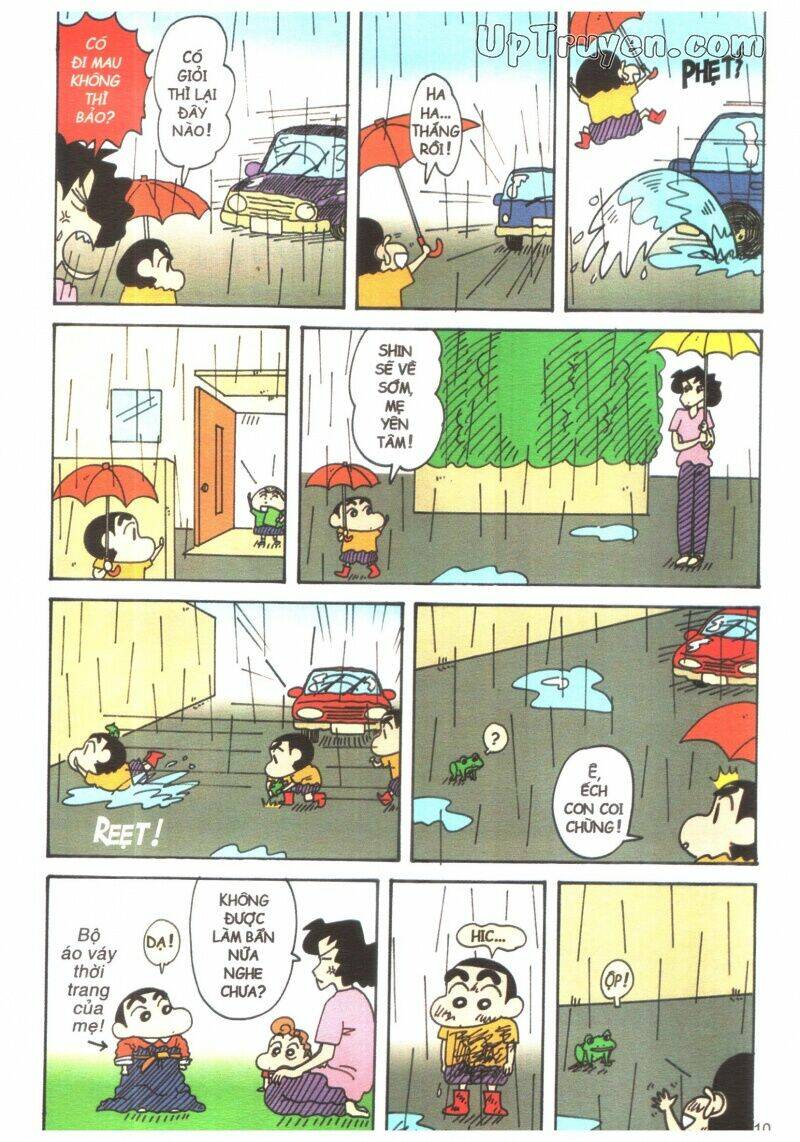 UpTruyen.com
PHẸT?
HA
HA...
THẮNG
RỒI!
CÓ
GIỎI
THÌ LẠI
ĐÂY
NÀO!
CÓ
ĐI MAU
KHÔNG
THÌ
BẢO?
SHIN
SẼ VỀ
SỚM,
MẸ
YÊN
TÂM!
?
Ê,
ẾCH
CON COI
CHỪNG!
REẸT!
ỘP!
HIC...
KHÔNG
ĐƯỢC
LÀM BẨN
NỮA
NGHE
CHƯA?
DẠ!
Bộ
áo váy
thời
trang
của
mẹ!
10